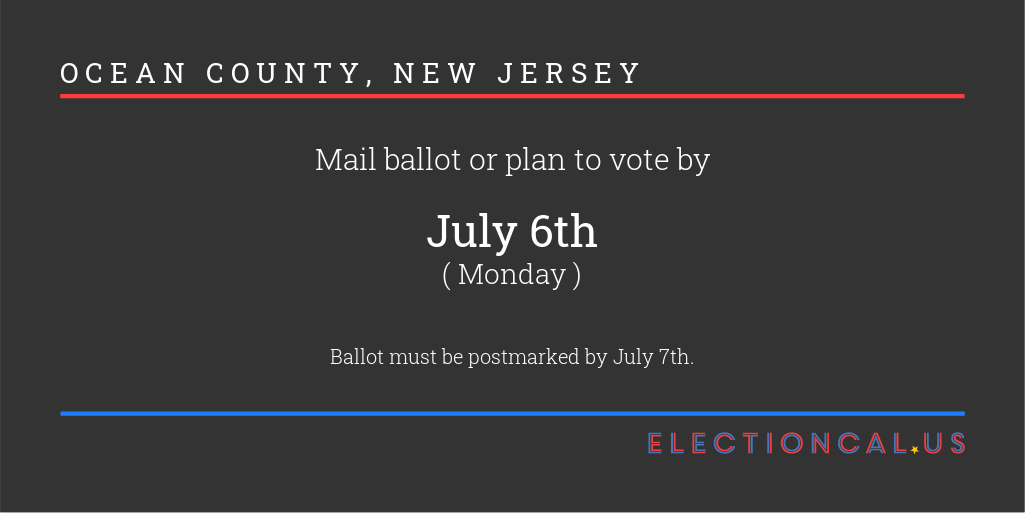 OCEAN COUNTY, NEW JERSEY
Mail ballot or plan to vote by
July 6th
( Monday )
Ballot must be postmarked by July 7th.
ELECTIONCAL.US